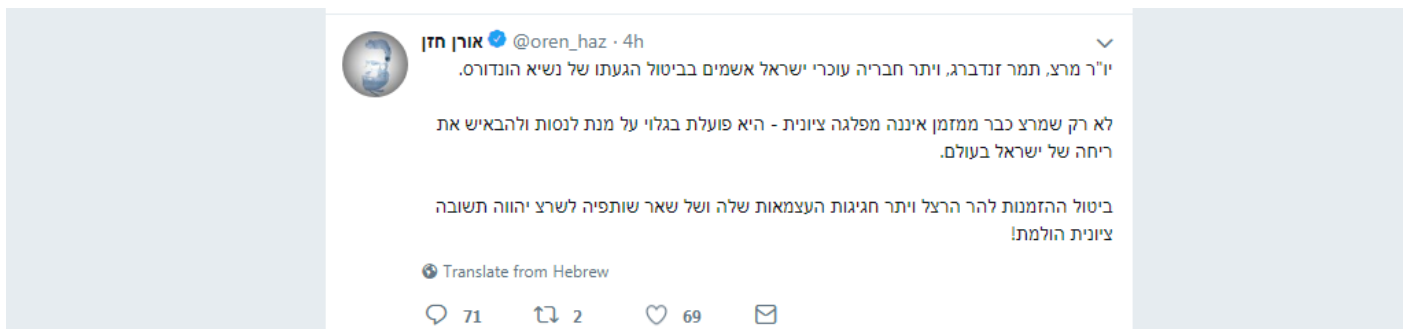 אורן חזן @oren_haz · 4h
יו"ר מרצ, תמר זנדברג, ויתר חבריה עוכרי ישראל אשמים בביטול הגעתו של נשיא הונדורס.
לא רק שמרצ כבר ממזמן איננה מפלגה ציונית - היא פועלת בגלוי על מנת לנסות ולהבאיש את
ריחה של ישראל בעולם.
ביטול ההזמנות להר הרצל ויתר חגיגות העצמאות שלה ושל שאר שותפיה לשרצ יהווה תשובה
ציונית הולמת!
Translate from Hebrew
71 2 69